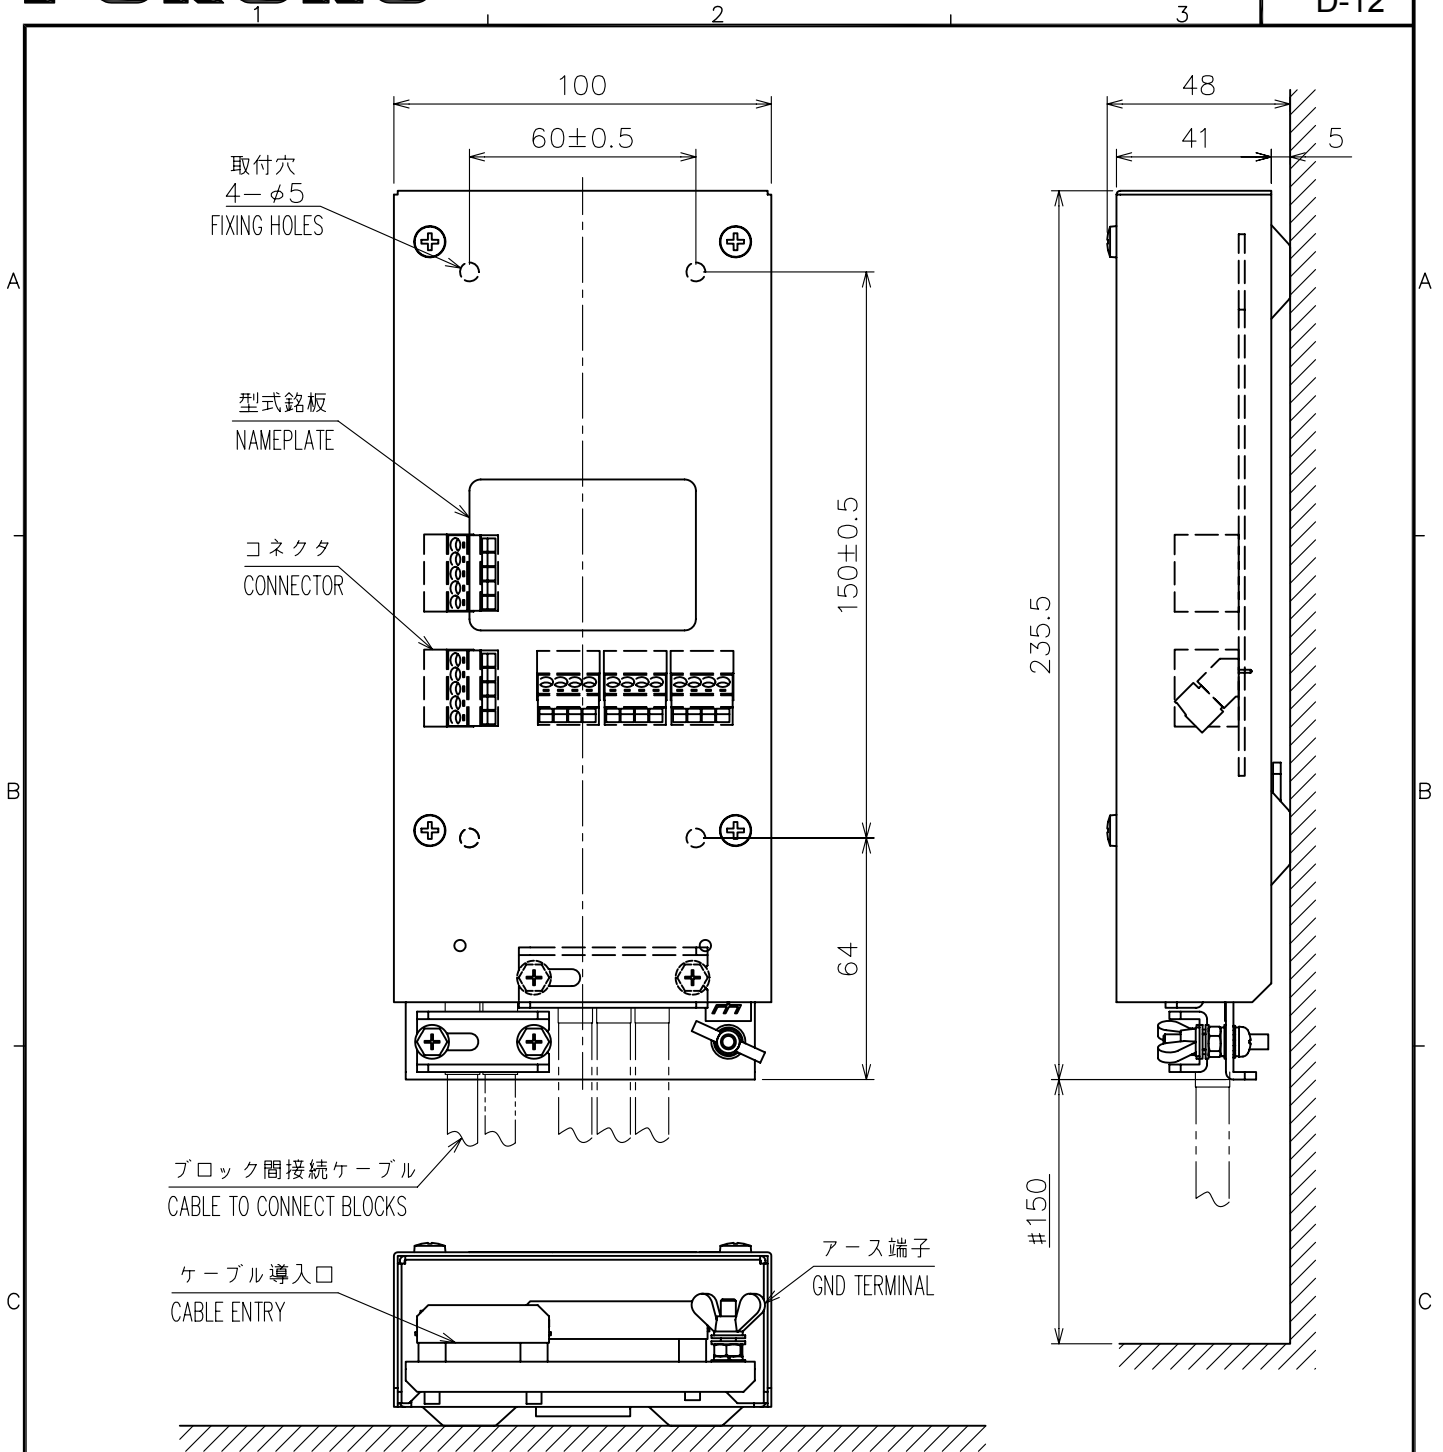 FURUNO
D-12
1
2
3
100
48
60±0.5
41
5
取付穴
4-φ5
FIXING HOLES
A
A
型式銘板
NAMEPLATE
コネクタ
CONNECTOR
150±0.5
235.5
B
B
64
ブロック間接続ケーブル
CABLE TO CONNECT BLOCKS
#150
ケーブル導入口
CABLE ENTRY
アース端子
GND TERMINAL
C
C